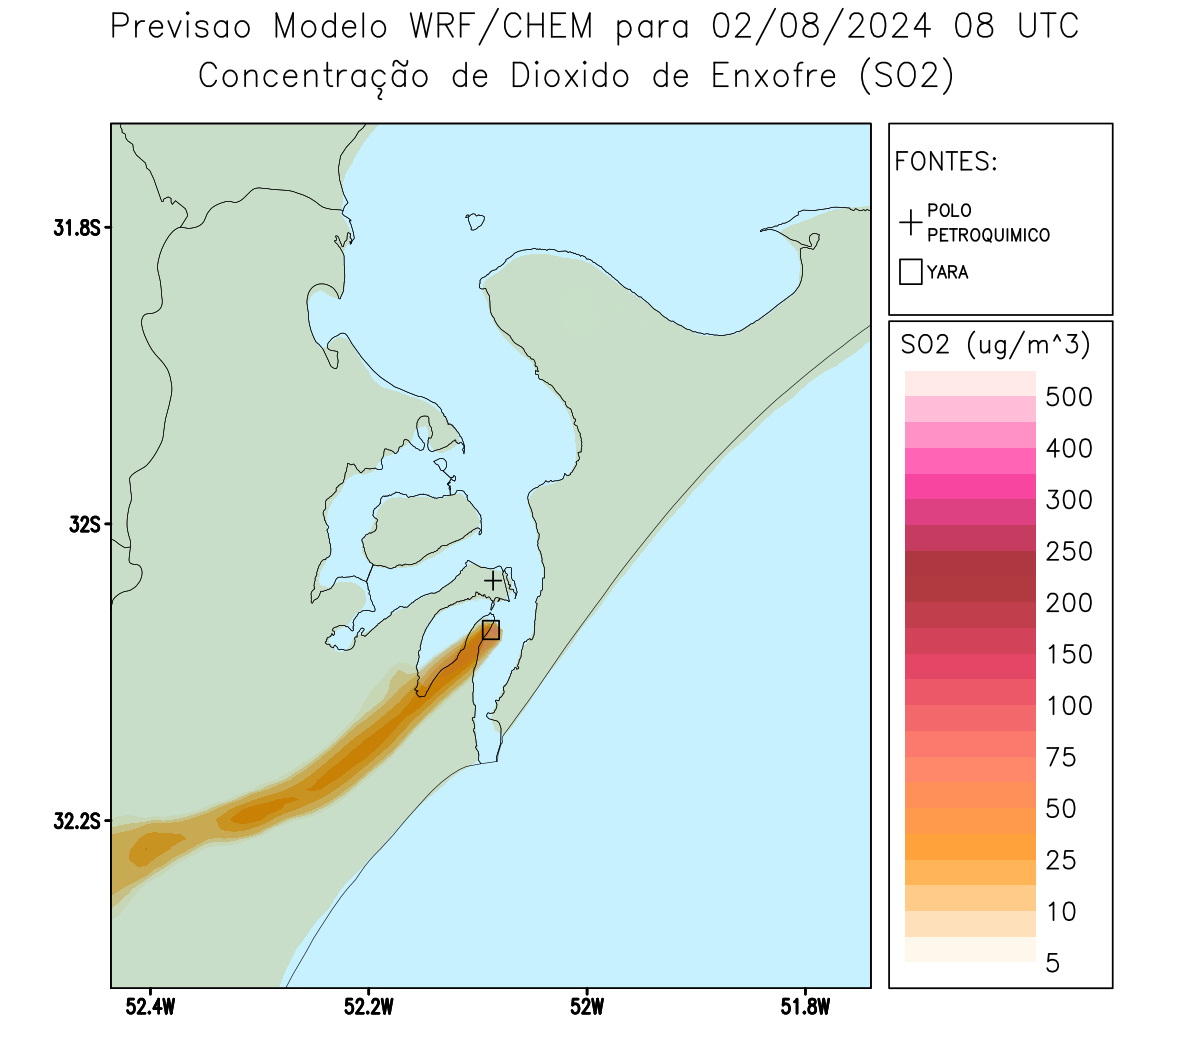 Previsao Modelo WRF/CHEM para 02/08/2024 08 UTC
Concentração de Dioxido de Enxofre (SO2)
FONTES:
POLO
PETROQUIMICO
YARA
SO2 (ug/m^3)
500
400
300
250
200
150
100
75
50
25
10
5
31.8S
32S
32.2S
52.4W
52.2W
52W
51.8W